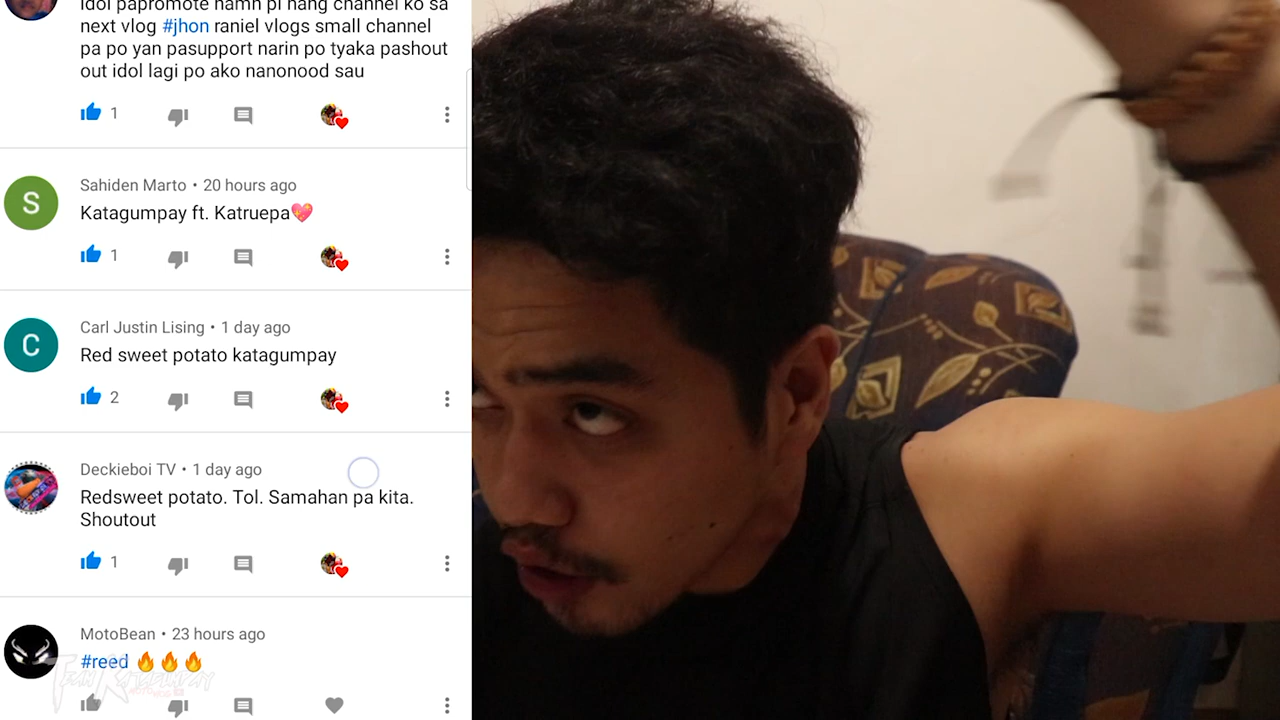 idol papromote namn pi nang channel ko sa
next vlog #jhon raniel vlogs small channel
pa po yan pasupport narin po tyaka pashout
out idol lagi po ako nanonood sau
1
S
Sahiden Marto • 20 hours ago
Katagumpay ft. Katruepa💖
1
C
Carl Justin Lising • 1 day ago
Red sweet potato katagumpay
2
Deckieboi TV • 1 day ago
Redsweet potato. Tol. Samahan pa kita.
Shoutout
1
MotoBean • 23 hours ago
#reed 🔥🔥🔥
Team Katagumpay